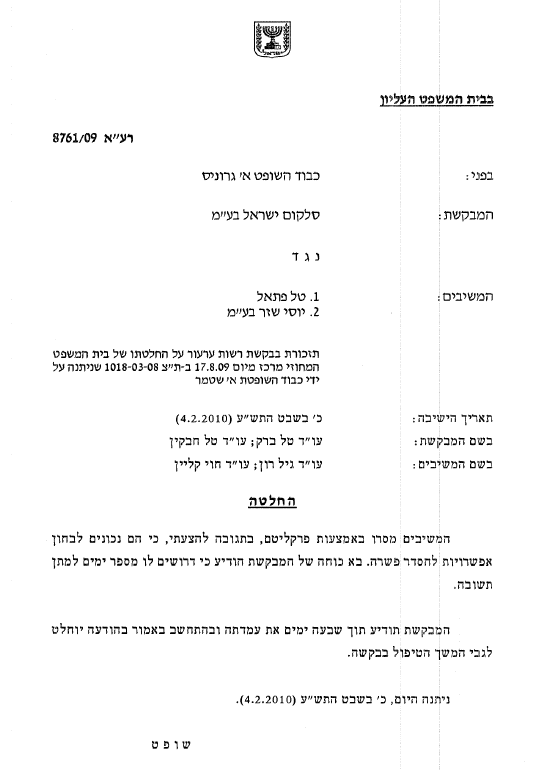 בבית המשפט העליון
רע״א 8761/09
בפני: כבוד השופט א׳ גרוניס
המבקשת: סלקום ישראל בע״מ
נ ג ד
המשיבים: 1. טל פתאל
2. יוסי שזר בע״מ
תזכורת בבקשת רשות ערעור על החלטתו של בית המשפט
המחוזי מרכז מיום 17.8.09 ב-ת״צ 1018-03-08 שניתנה על
ידי כבוד השופטת א׳ שטמר
תאריך הישיבה: כ׳ בשבט התש״ע (4.2.2010)
בשם המבקשת: עו״ד טל ברק; עו״ד טל חבקין
בשם המשיבים: עו״ד גיל רון; עו״ד חוי קליין
החלטה
המשיבים מסרו באמצעות פרקליטם, בתגובה להצעתי, כי הם נכונים לבחון
אפשרויות להסדר פשרה. בא כוחה של המבקשת הודיע כי דרושים לו מספר ימים למתן
תשובה.
המבקשת תודיע תוך שבעה ימים את עמדתה ובהתחשב באמור בהודעה יוחלט
לגבי המשך הטיפול בבקשה.
ניתנה היום, כ׳ בשבט התש״ע (4.2.2010).
ש ו פ ט